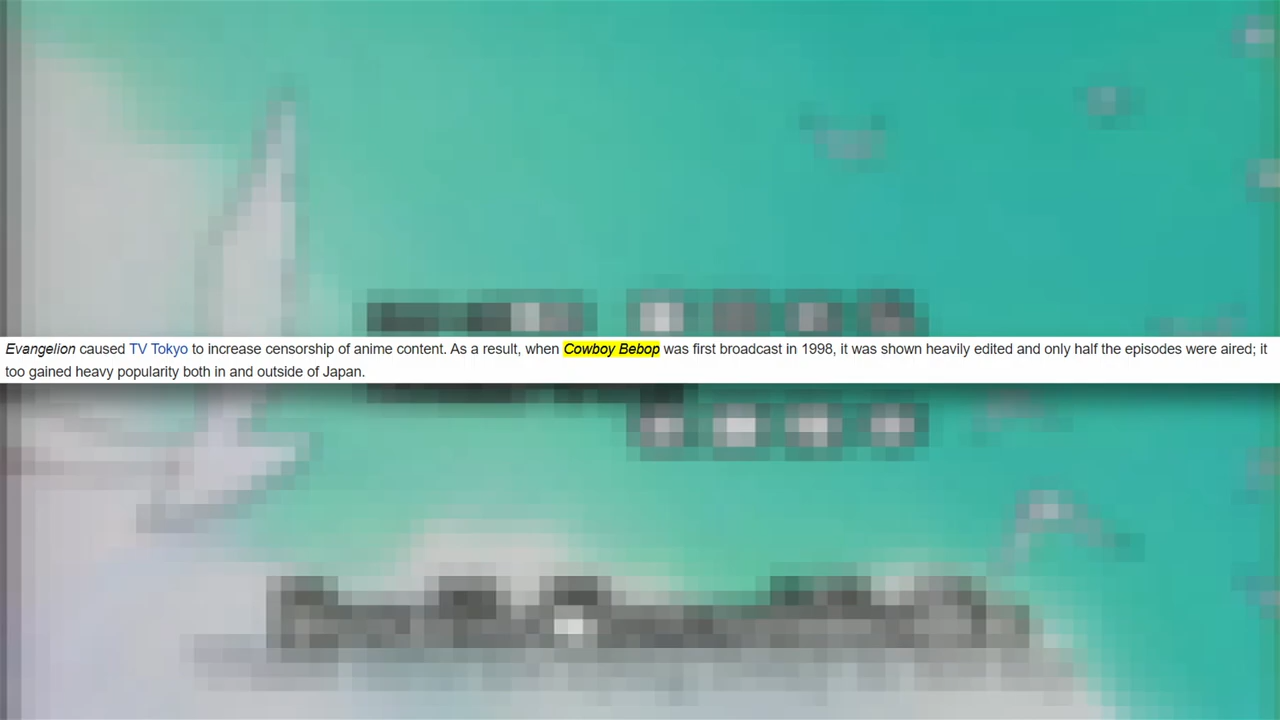 Evangelion caused TV Tokyo to increase censorship of anime content. As a result, when Cowboy Bebop was first broadcast in 1998, it was shown heavily edited and only half the episodes were aired; it
too gained heavy popularity both in and outside of Japan.